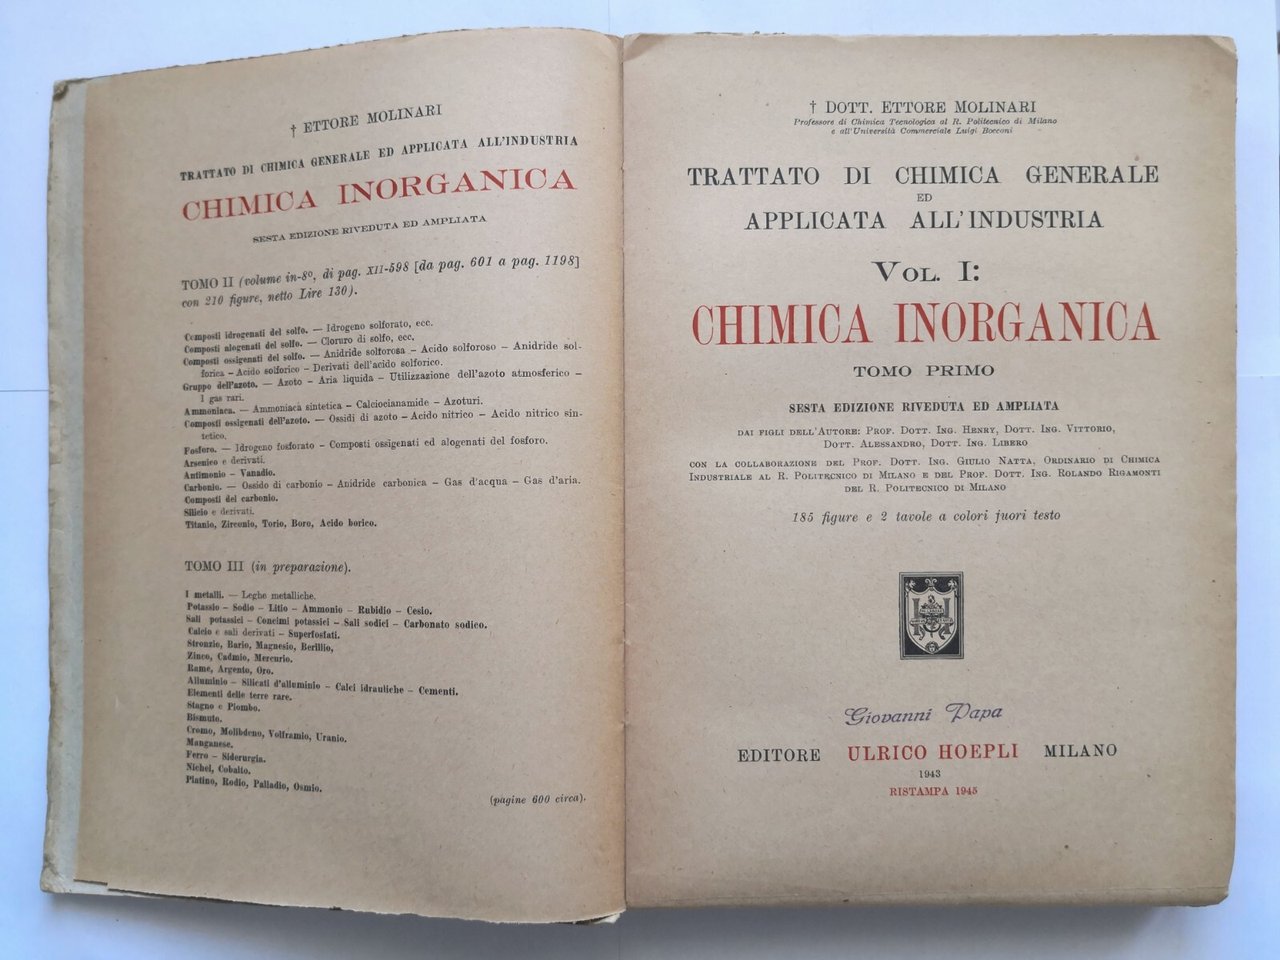 † ETTORE MOLINARI
TRATTATO DI CHIMICA GENERALE ED APPLICATA ALL'INDUSTRIA
CHIMICA INORGANICA
SESTA EDIZIONE RIVEDUTA ED AMPLIATA
TOMO II (volume in-8º, di pag. XII-598 [da pag. 601 a pag. 1198]
con 210 figure, netto Lire 130).
Composti idrogenati del solfo. — Idrogeno solforato, ecc.
Composti alogenati del solfo. — Cloruro di solfo, ecc.
Composti ossigenati del solfo. — Anidride solforosa – Acido solforoso – Anidride sol-
forica – Acido solforico – Derivati dell'acido solforico.
Gruppo dell'azoto. — Azoto – Aria liquida – Utilizzazione dell'azoto atmosferico –
I gas rari.
Ammoniaca. — Ammoniaca sintetica – Calciocianamide – Azoturi.
Composti ossigenati dell'azoto. — Ossidi di azoto – Acido nitrico – Acido nitrico sin-
tetico.
Fosforo. — Idrogeno fosforato – Composti ossigenati ed alogenati del fosforo.
Arsenico e derivati.
Antimonio – Vanadio.
Carbonio. — Ossido di carbonio – Anidride carbonica – Gas d'acqua – Gas d'aria.
Composti del carbonio.
Silicio e derivati.
Titanio, Zirconio, Torio, Boro, Acido borico.
TOMO III (in preparazione).
I metalli. — Leghe metalliche.
Potassio – Sodio – Litio – Ammonio – Rubidio – Cesio.
Sali potassici – Concimi potassici – Sali sodici – Carbonato sodico.
Calcio e sali derivati – Superfosfati.
Stronzio, Bario, Magnesio, Berillio,
Zinco, Cadmio, Mercurio.
Rame, Argento, Oro.
Alluminio – Silicati d'alluminio – Calci idrauliche – Cementi.
Elementi delle terre rare.
Stagno e Piombo.
Bismuto.
Cromo, Molibdeno, Volframio, Uranio.
Manganese.
Ferro – Siderurgia.
Nichel, Cobalto.
Platino, Rodio, Palladio, Osmio.
(pagine 600 circa).
† DOTT. ETTORE MOLINARI
Professore di Chimica Tecnologica al R. Politecnico di Milano
e all'Università Commerciale Luigi Bocconi
TRATTATO DI CHIMICA GENERALE
ED
APPLICATA ALL'INDUSTRIA
VOL. I:
CHIMICA INORGANICA
TOMO PRIMO
SESTA EDIZIONE RIVEDUTA ED AMPLIATA
DAI FIGLI DELL'AUTORE: PROF. DOTT. ING. HENRY, DOTT. ING. VITTORIO,
DOTT. ALESSANDRO, DOTT. ING. LIBERO
CON LA COLLABORAZIONE DEL PROF. DOTT. ING. GIULIO NATTA, ORDINARIO DI CHIMICA
INDUSTRIALE AL R. POLITECNICO DI MILANO E DEL PROF. DOTT. ING. ROLANDO RIGAMONTI
DEL R. POLITECNICO DI MILANO
185 figure e 2 tavole a colori fuori testo
Giovanni Papa
EDITORE ULRICO HOEPLI MILANO
1943
RISTAMPA 1945